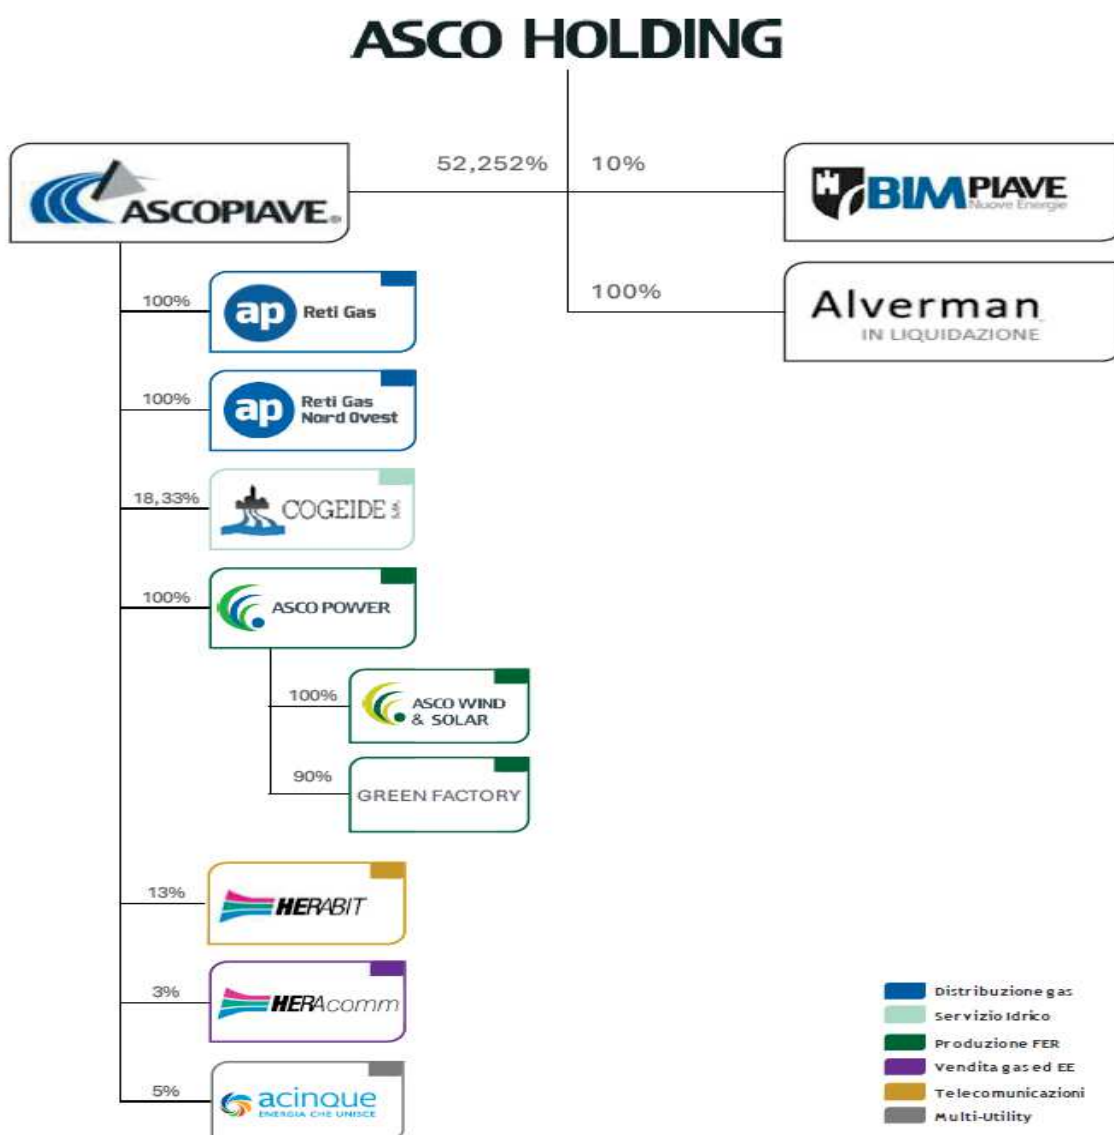 ASCO HOLDING
52,252%
10%
ASCOPIAVE®
BIMPIAVE
Nuove Energie
100%
Alverman
IN LIQUIDAZIONE
100%
ap Reti Gas
100%
ap Reti Gas
Nord Ovest
18,33%
COGEIDE S.p.A.
100%
ASCO POWER
100%
ASCO WIND
& SOLAR
90%
GREEN FACTORY
13%
HERABIT
3%
HERAcomm
5%
acinque
ENERGIA CHE UNISCE
Distribuzione gas
Servizio Idrico
Produzione FER
Vendita gas ed EE
Telecomunicazioni
Multi-Utility